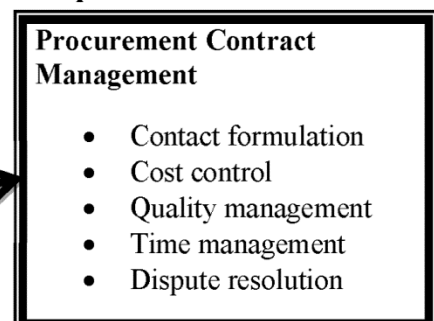 Procurement Contract
Management
• Contact formulation
• Cost control
• Quality management
• Time management
• Dispute resolution